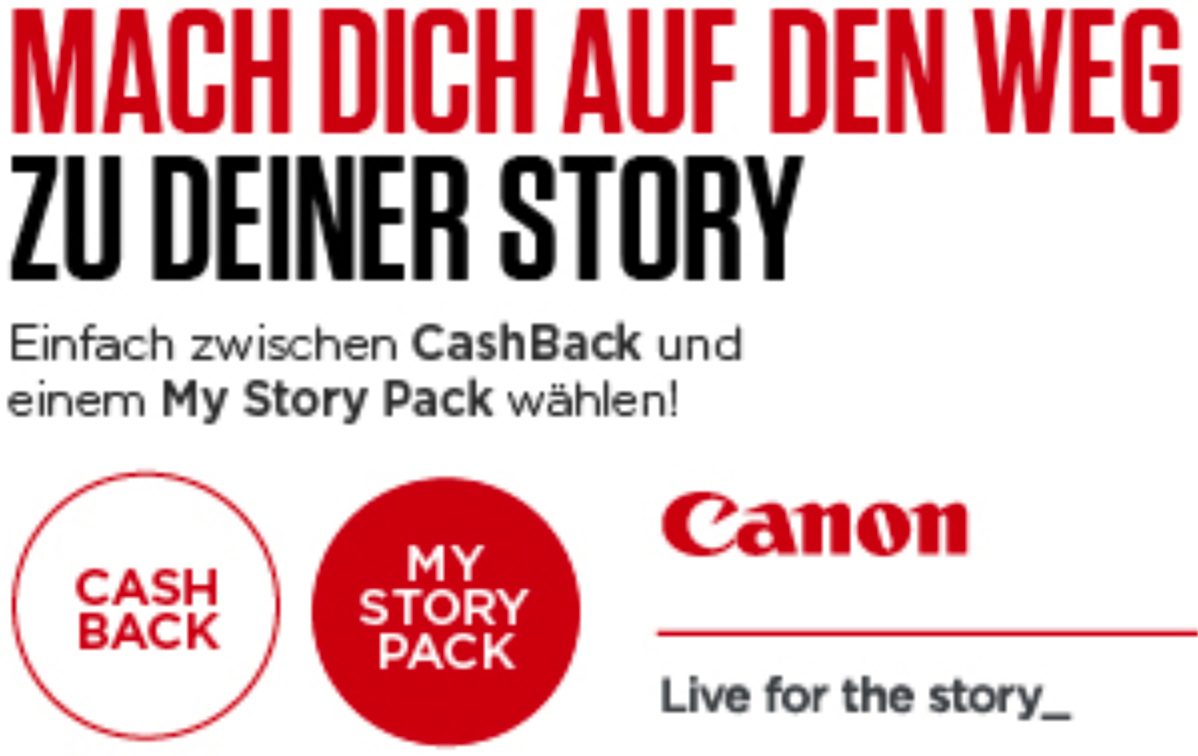 MACH DICH AUF DEN WEG
ZU DEINER STORY
Einfach zwischen CashBack und
einem My Story Pack wählen!
CASH
BACK
MY
STORY
PACK
Canon
Live for the story_